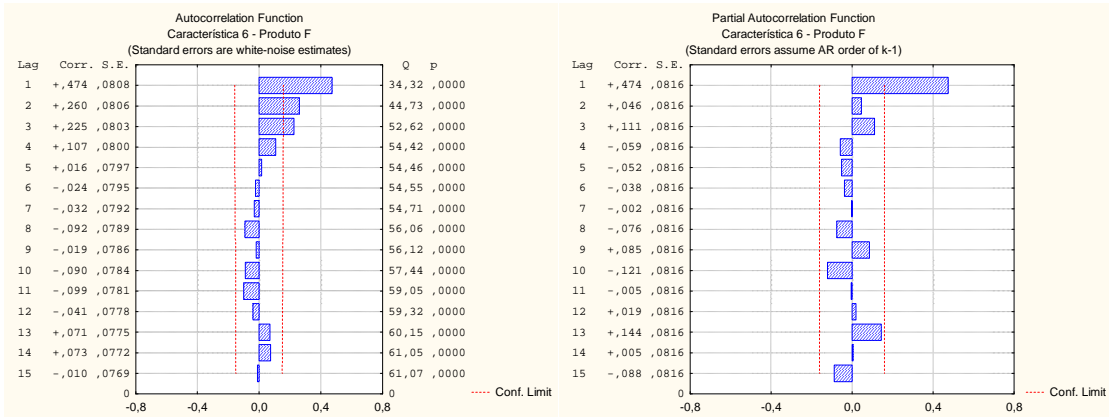 Autocorrelation Function
Característica 6 - Produto F
(Standard errors are white-noise estimates)
Lag Corr. S.E. Q p
1 +,474 ,0808 34,32 ,0000
2 +,260 ,0806 44,73 ,0000
3 +,225 ,0803 52,62 ,0000
4 +,107 ,0800 54,42 ,0000
5 +,016 ,0797 54,46 ,0000
6 -,024 ,0795 54,55 ,0000
7 -,032 ,0792 54,71 ,0000
8 -,092 ,0789 56,06 ,0000
9 -,019 ,0786 56,12 ,0000
10 -,090 ,0784 57,44 ,0000
11 -,099 ,0781 59,05 ,0000
12 -,041 ,0778 59,32 ,0000
13 +,071 ,0775 60,15 ,0000
14 +,073 ,0772 61,05 ,0000
15 -,010 ,0769 61,07 ,0000
0 0
-0,8 -0,4 0,0 0,4 0,8
Conf. Limit
Partial Autocorrelation Function
Característica 6 - Produto F
(Standard errors assume AR order of k-1)
Lag Corr. S.E.
1 +,474 ,0816
2 +,046 ,0816
3 +,111 ,0816
4 -,059 ,0816
5 -,052 ,0816
6 -,038 ,0816
7 -,002 ,0816
8 -,076 ,0816
9 +,085 ,0816
10 -,121 ,0816
11 -,005 ,0816
12 +,019 ,0816
13 +,144 ,0816
14 +,005 ,0816
15 -,088 ,0816
0 0
-0,8 -0,4 0,0 0,4 0,8
Conf. Limit